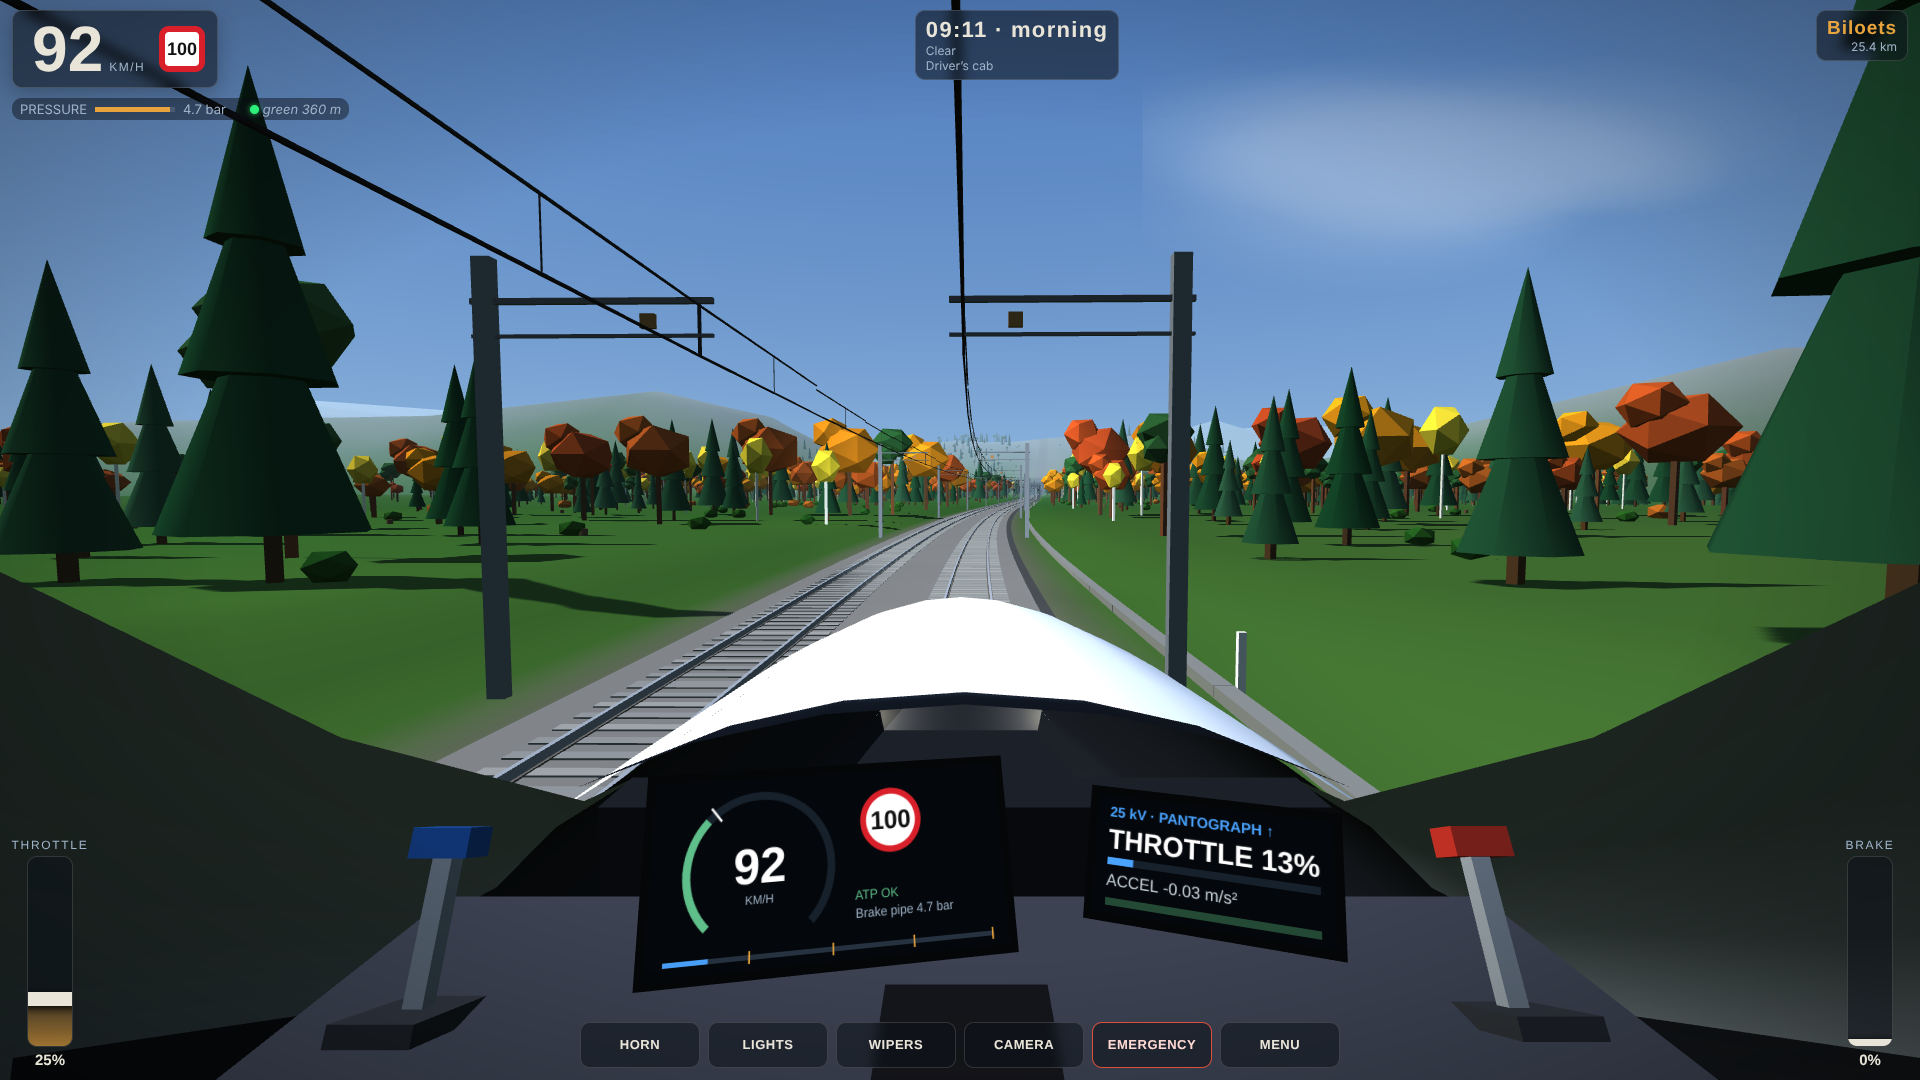 92 KM/H 100
PRESSURE 4.7 bar green 360 m
09:11 · morning
Clear
Driver's cab
Biloets
25.4 km
100
92
KM/H
ATP OK
Brake pipe 4.7 bar
25 kV · PANTOGRAPH ↑
THROTTLE 13%
ACCEL -0.03 m/s²
THROTTLE
25%
BRAKE
0%
HORN LIGHTS WIPERS CAMERA EMERGENCY MENU